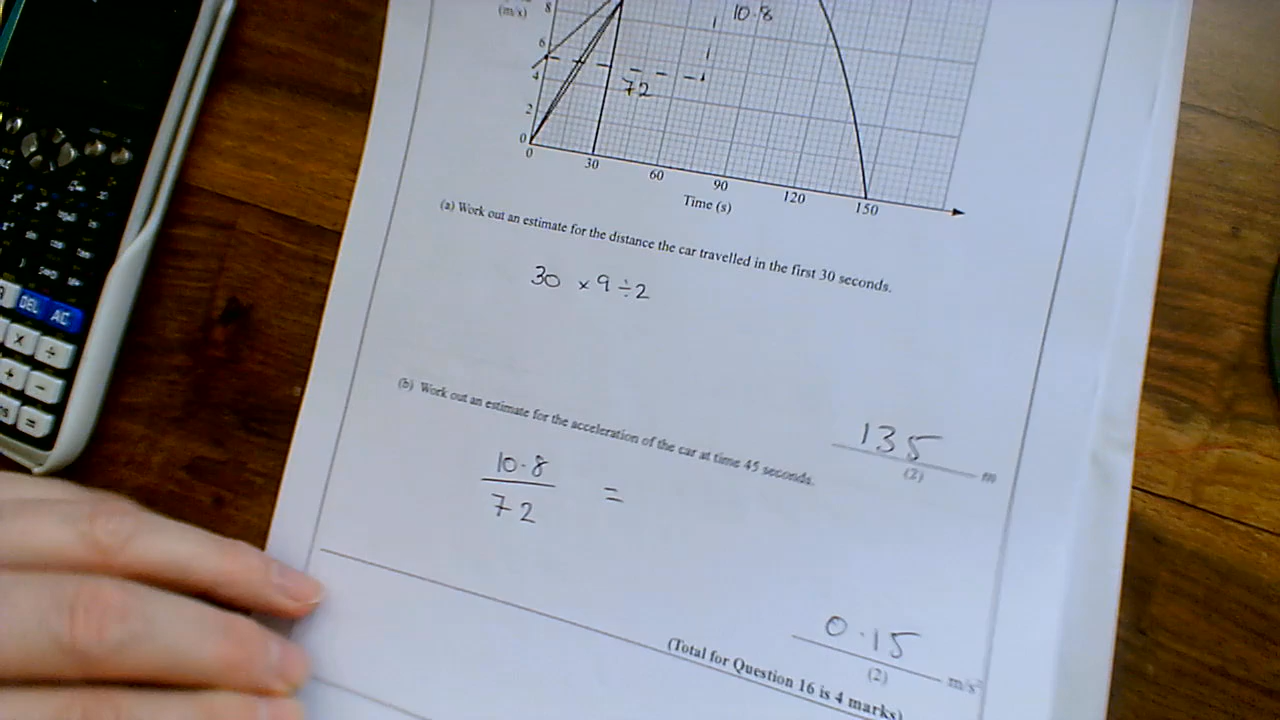 (m/s)
8
10.8
6
4
72
2
0
0
30
60
90
120
150
Time (s)
(a) Work out an estimate for the distance the car travelled in the first 30 seconds.
30 × 9 ÷ 2
135 m
(2)
(b) Work out an estimate for the acceleration of the car at time 45 seconds.
10.8
72
=
0.15 m/s²
(2)
(Total for Question 16 is 4 marks)
DEL AC
× ÷
+ −
=